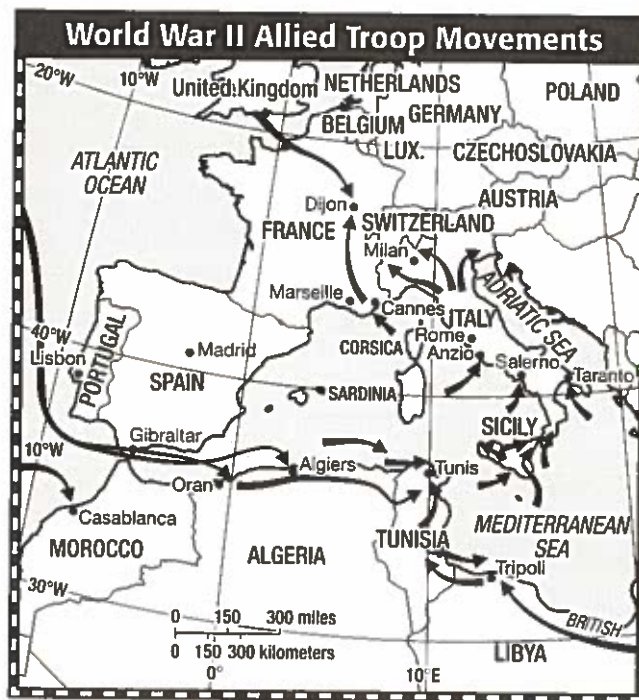 World War II Allied Troop Movements
20°W
10°W
United Kingdom
NETHERLANDS
POLAND
BELGIUM
GERMANY
LUX.
CZECHOSLOVAKIA
ATLANTIC
OCEAN
AUSTRIA
Dijon
FRANCE
SWITZERLAND
Milan
ADRIATIC SEA
Marseille
Cannes
ITALY
40°W
Lisbon
PORTUGAL
Madrid
CORSICA
Rome
Anzio
Salerno
Taranto
SPAIN
SARDINIA
SICILY
Gibraltar
10°W
Algiers
Tunis
Oran
Casablanca
MOROCCO
ALGERIA
TUNISIA
MEDITERRANEAN
SEA
Tripoli
30°W
0 150 300 miles
0 150 300 kilometers
BRITISH
LIBYA
0°
10°E